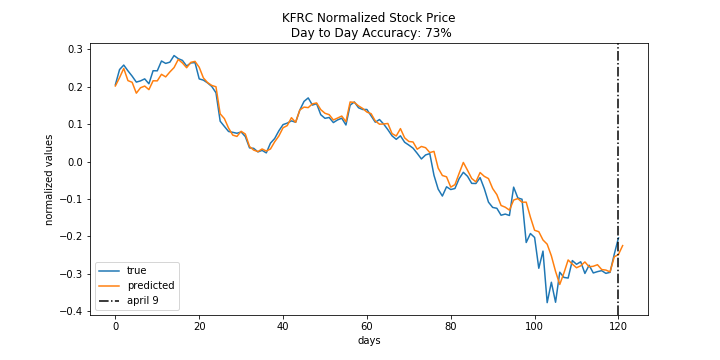 KFRC Normalized Stock Price
Day to Day Accuracy: 73%
normalized values
0.3
0.2
0.1
0.0
−0.1
−0.2
−0.3
−0.4
true
predicted
april 9
0
20
40
60
80
100
120
days